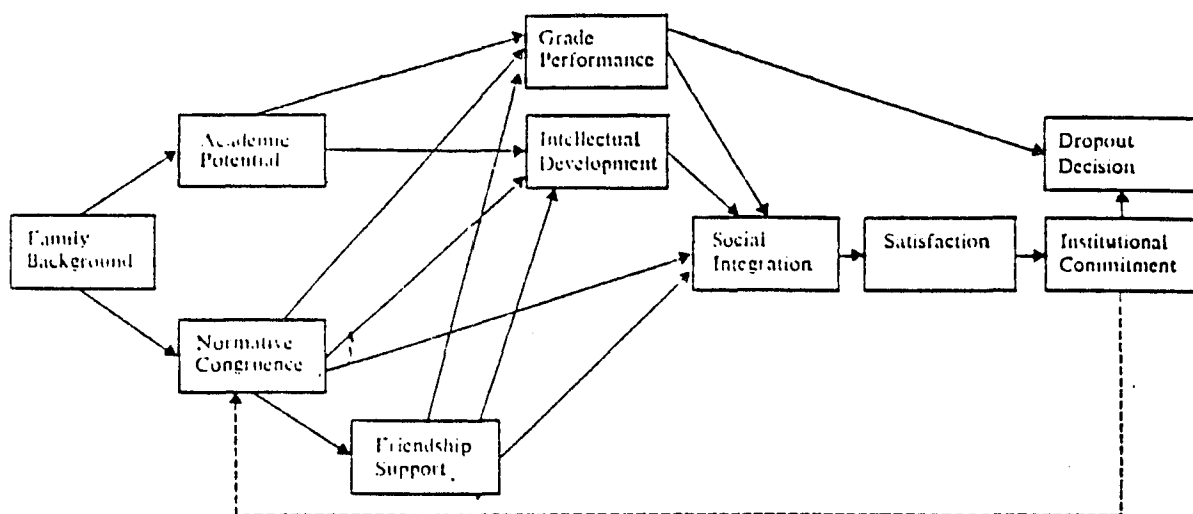 Grade
Performance
Academic
Potential
Intellectual
Development
Dropout
Decision
Family
Background
Social
Integration
Satisfaction
Institutional
Commitment
Normative
Congruence
Friendship
Support